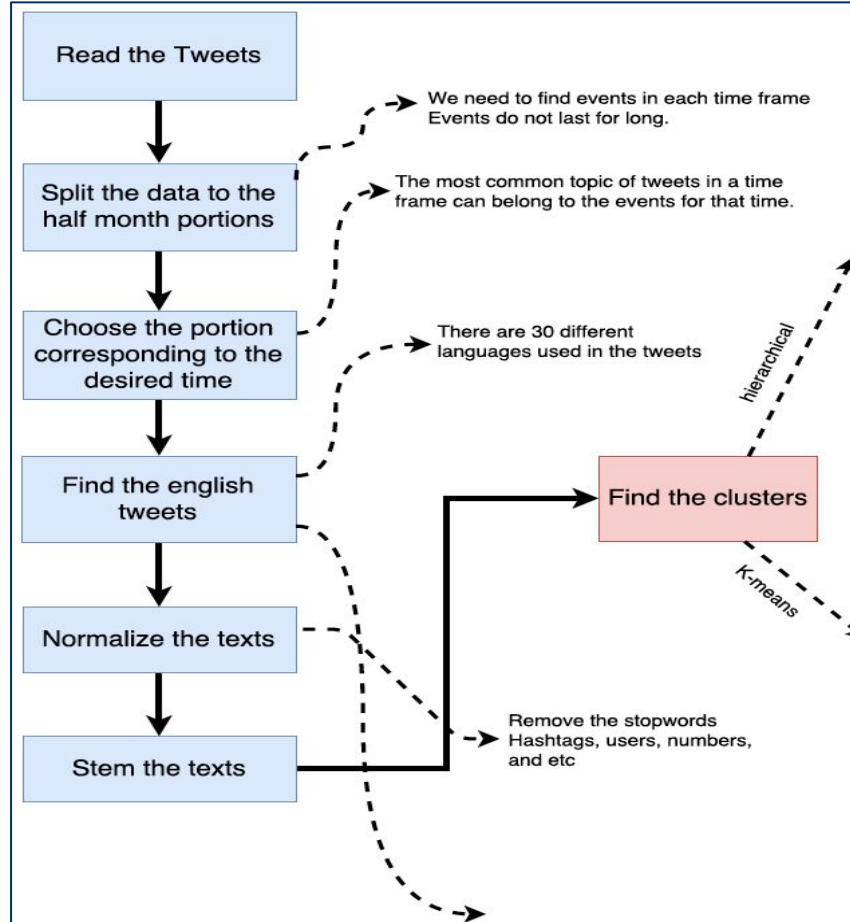 Read the Tweets
We need to find events in each time frame
Events do not last for long.
Split the data to the
half month portions
The most common topic of tweets in a time
frame can belong to the events for that time.
Choose the portion
corresponding to the
desired time
There are 30 different
languages used in the tweets
hierarchical
Find the english
tweets
Find the clusters
K-means
Normalize the texts
Remove the stopwords
Hashtags, users, numbers,
and etc
Stem the texts